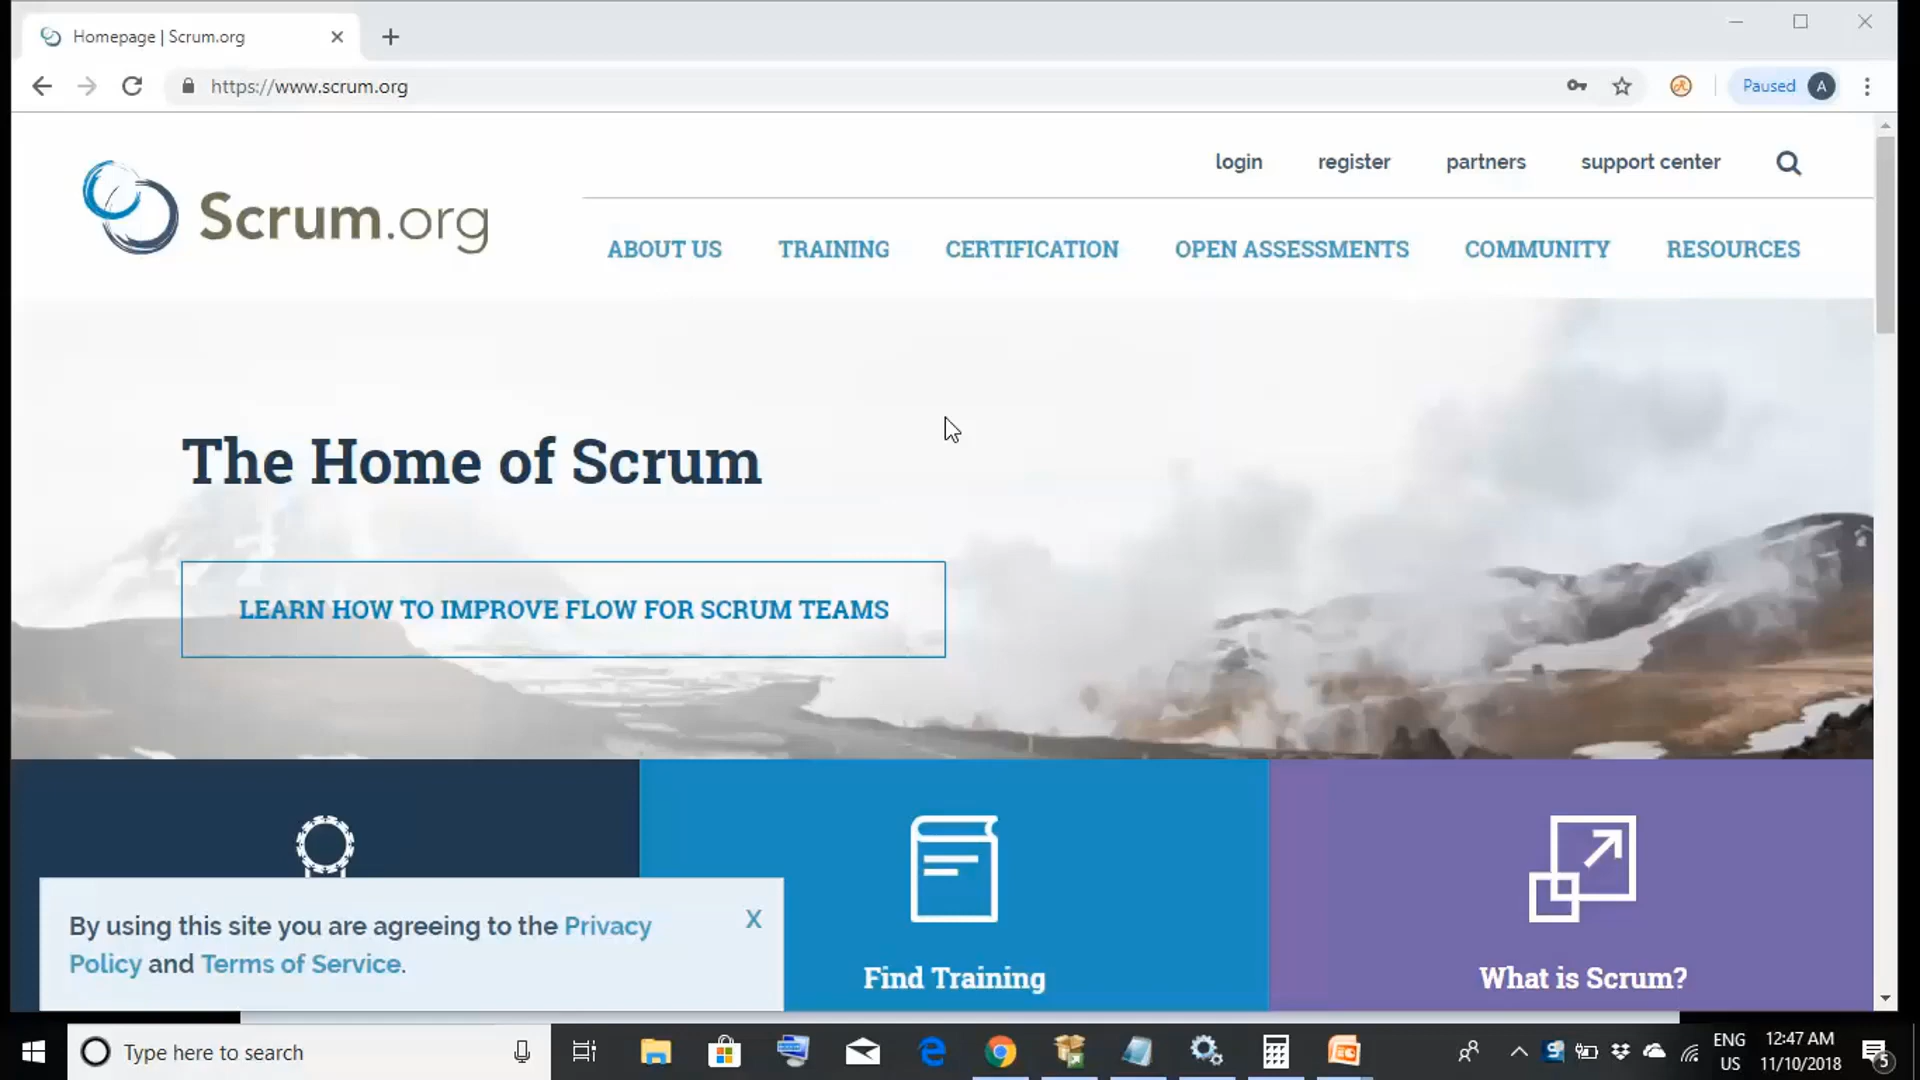 Homepage | Scrum.org
https://www.scrum.org
Paused A
login register partners support center
Scrum.org
ABOUT US TRAINING CERTIFICATION OPEN ASSESSMENTS COMMUNITY RESOURCES
The Home of Scrum
LEARN HOW TO IMPROVE FLOW FOR SCRUM TEAMS
By using this site you are agreeing to the Privacy
Policy and Terms of Service.
X
Find Training
What is Scrum?
Type here to search
ENG
US
12:47 AM
11/10/2018
5